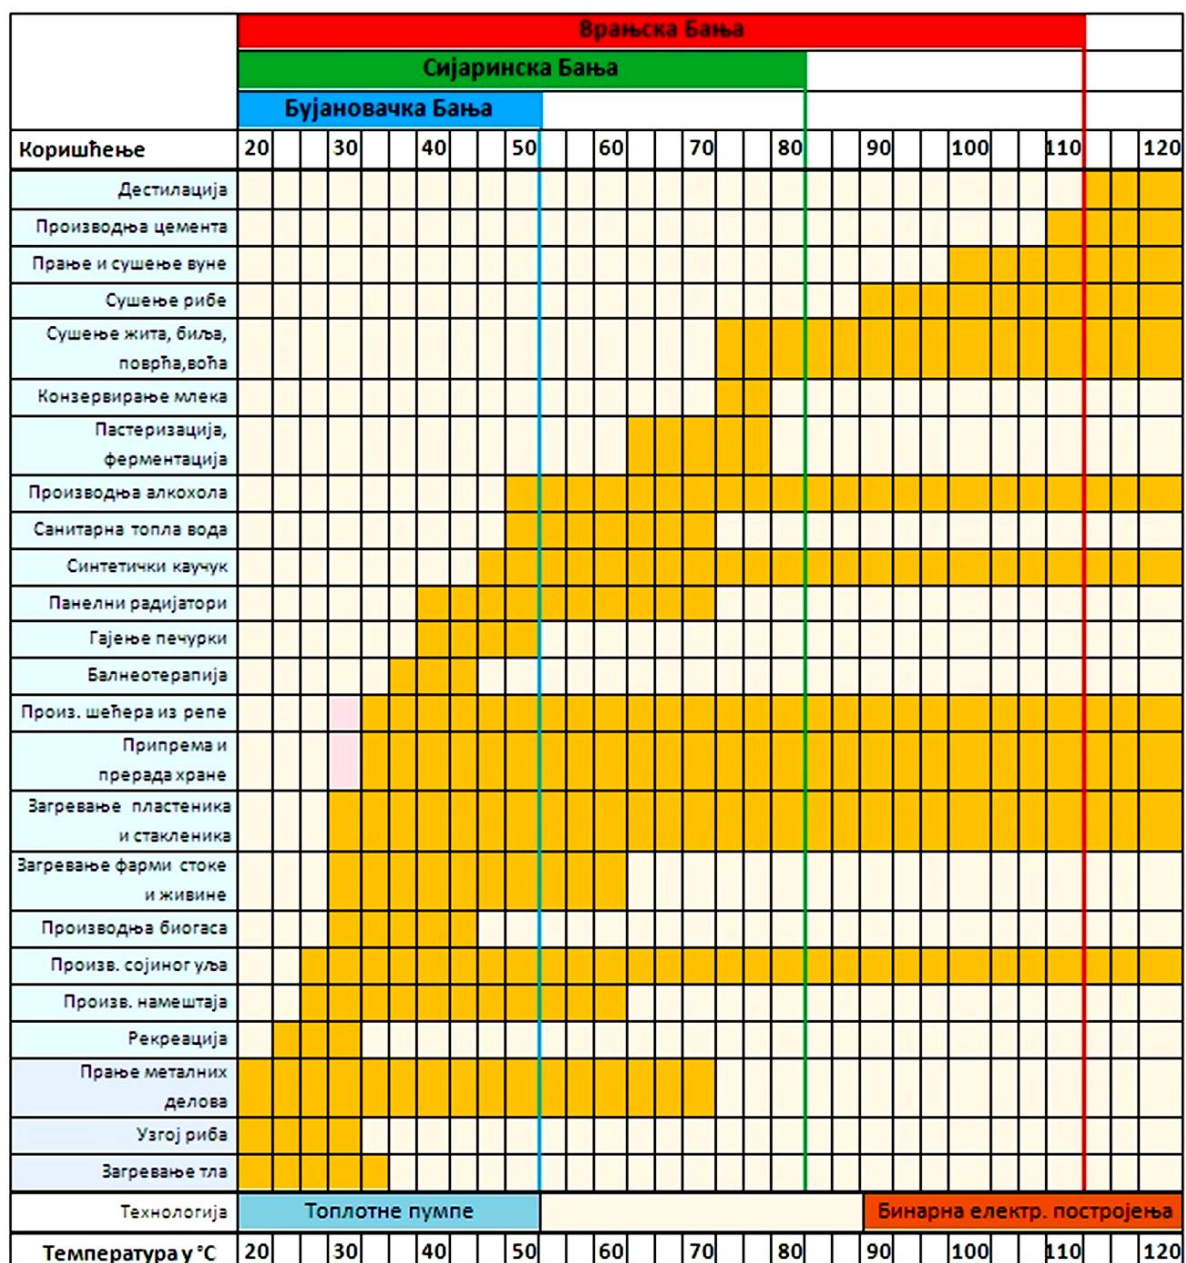 Врањска Бања
Сијаринска Бања
Бујановачка Бања
Коришћење 20 30 40 50 60 70 80 90 100 110 120
Дестилација
Производња цемента
Прање и сушење вуне
Сушење рибе
Сушење жита, биља,
поврћа,воћа
Конзервирање млека
Пастеризација,
ферментација
Производња алкохола
Санитарна топла вода
Синтетички каучук
Панелни радијатори
Гајење печурки
Балнеотерапија
Произ. шећера из репе
Припрема и
прерада хране
Загревање пластеника
и стакленика
Загревање фарми стоке
и живине
Производња биогаса
Произв. сојиног уља
Произв. намештаја
Рекреација
Прање металних
делова
Узгој риба
Загревање тла
Технологија Топлотне пумпе Бинарна електр. постројења
Температура у °C 20 30 40 50 60 70 80 90 100 110 120